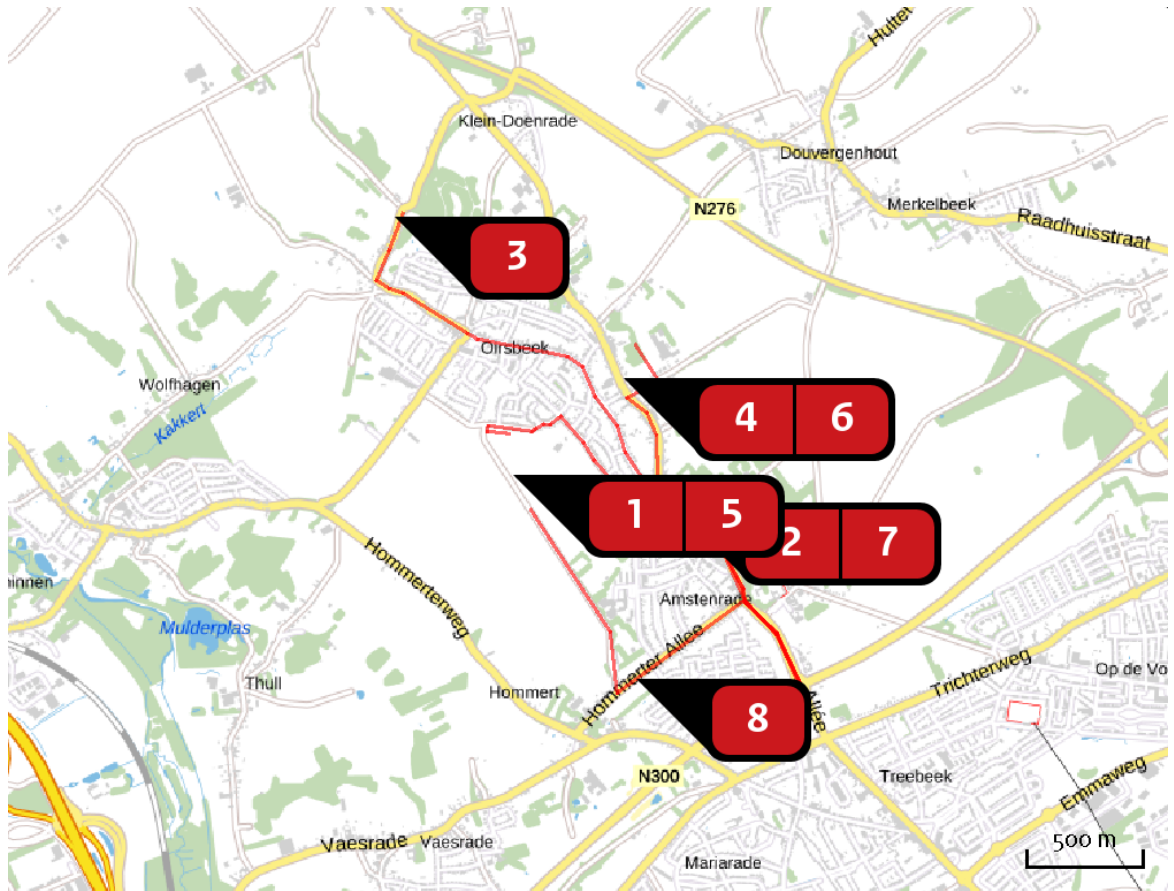 Huite
Klein-Doenrade
Douvergenhout
N276
Merkelbeek
Raadhuisstraat
3
Oirsbeek
Wolfhagen
Kakkert
4 6
1 5
2 7
Hommerterweg
Amstenrade
innen
Mulderplas
Hommerter Allee
Trichterweg
Op de Vo
Thull
Hommert
Allee
8
N300
Treebeek
Emmaweg
Vaesrade
Vaesrade
500 m
Mariarade